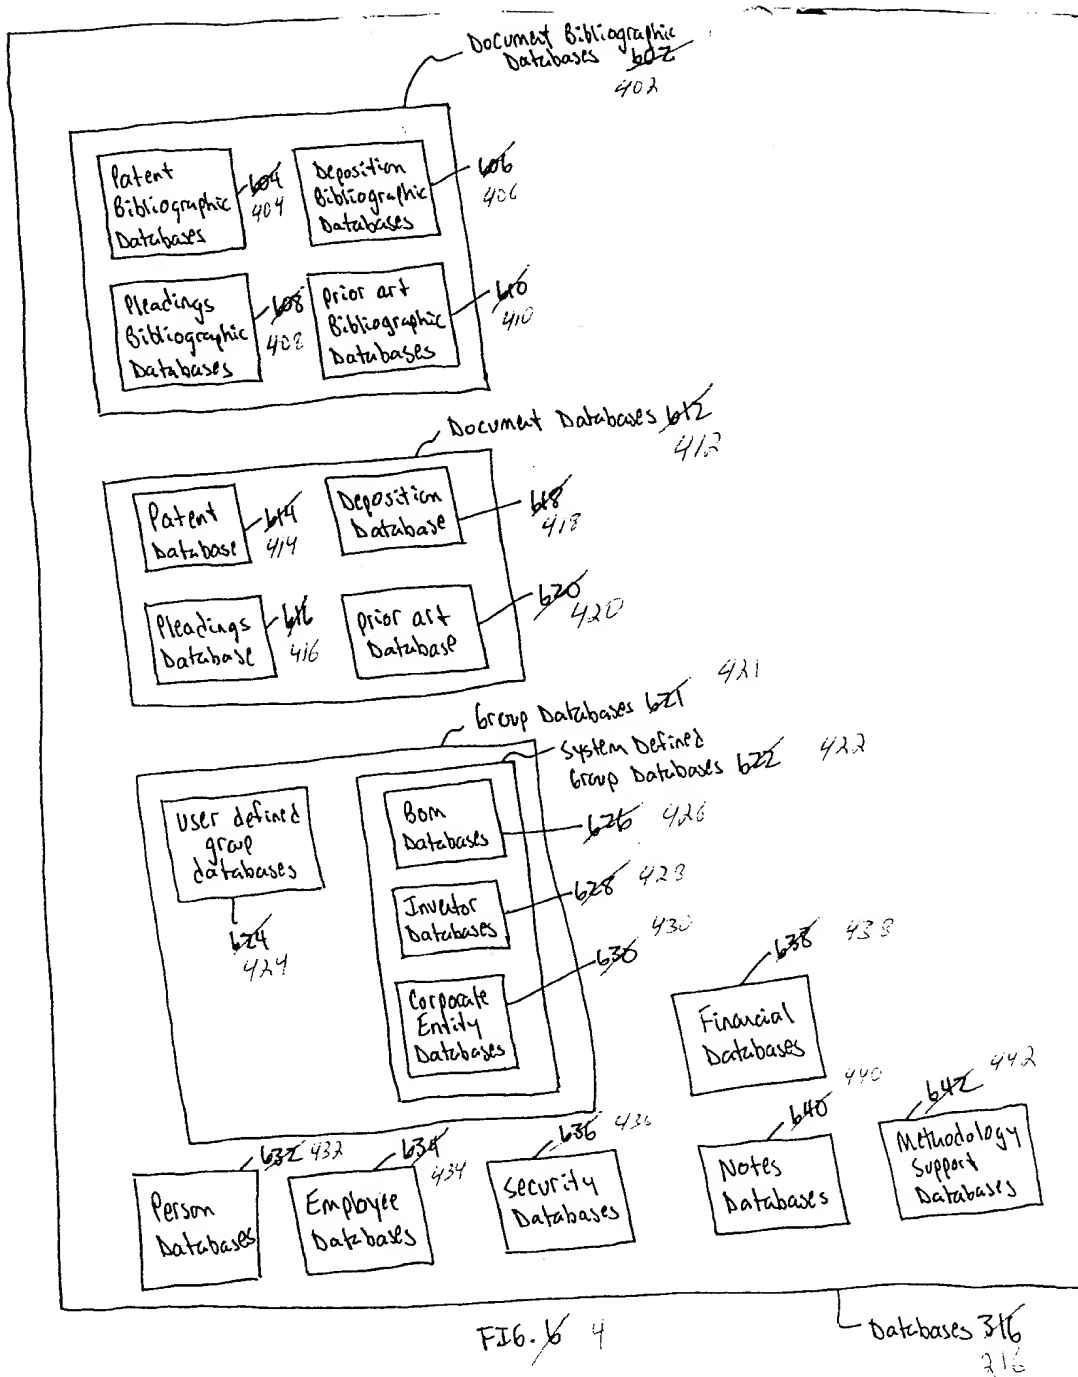 Document Bibliographic
Databases 602
402
Patent
Bibliographic
Databases
604
404
Deposition
Bibliographic
Databases
606
406
Pleadings
Bibliographic
Databases
608
408
Prior art
Bibliographic
Databases
610
410
Document Databases 612
412
Patent
Database
614
414
Deposition
Database
618
418
Pleadings
Database
616
416
Prior art
Database
620
420
Group Databases 621 421
System Defined
Group Databases 622 422
User defined
group
databases
624
424
Bom
Databases
626 426
Inventor
Databases
628 428
Corporate
Entity
Databases
630
430
Financial
Databases
638 438
Person
Databases
632 432
Employee
Databases
634
434
Security
Databases
636 436
Notes
Databases
640
440
Methodology
Support
Databases
642 442
FIG. 6 4
Databases 316
216